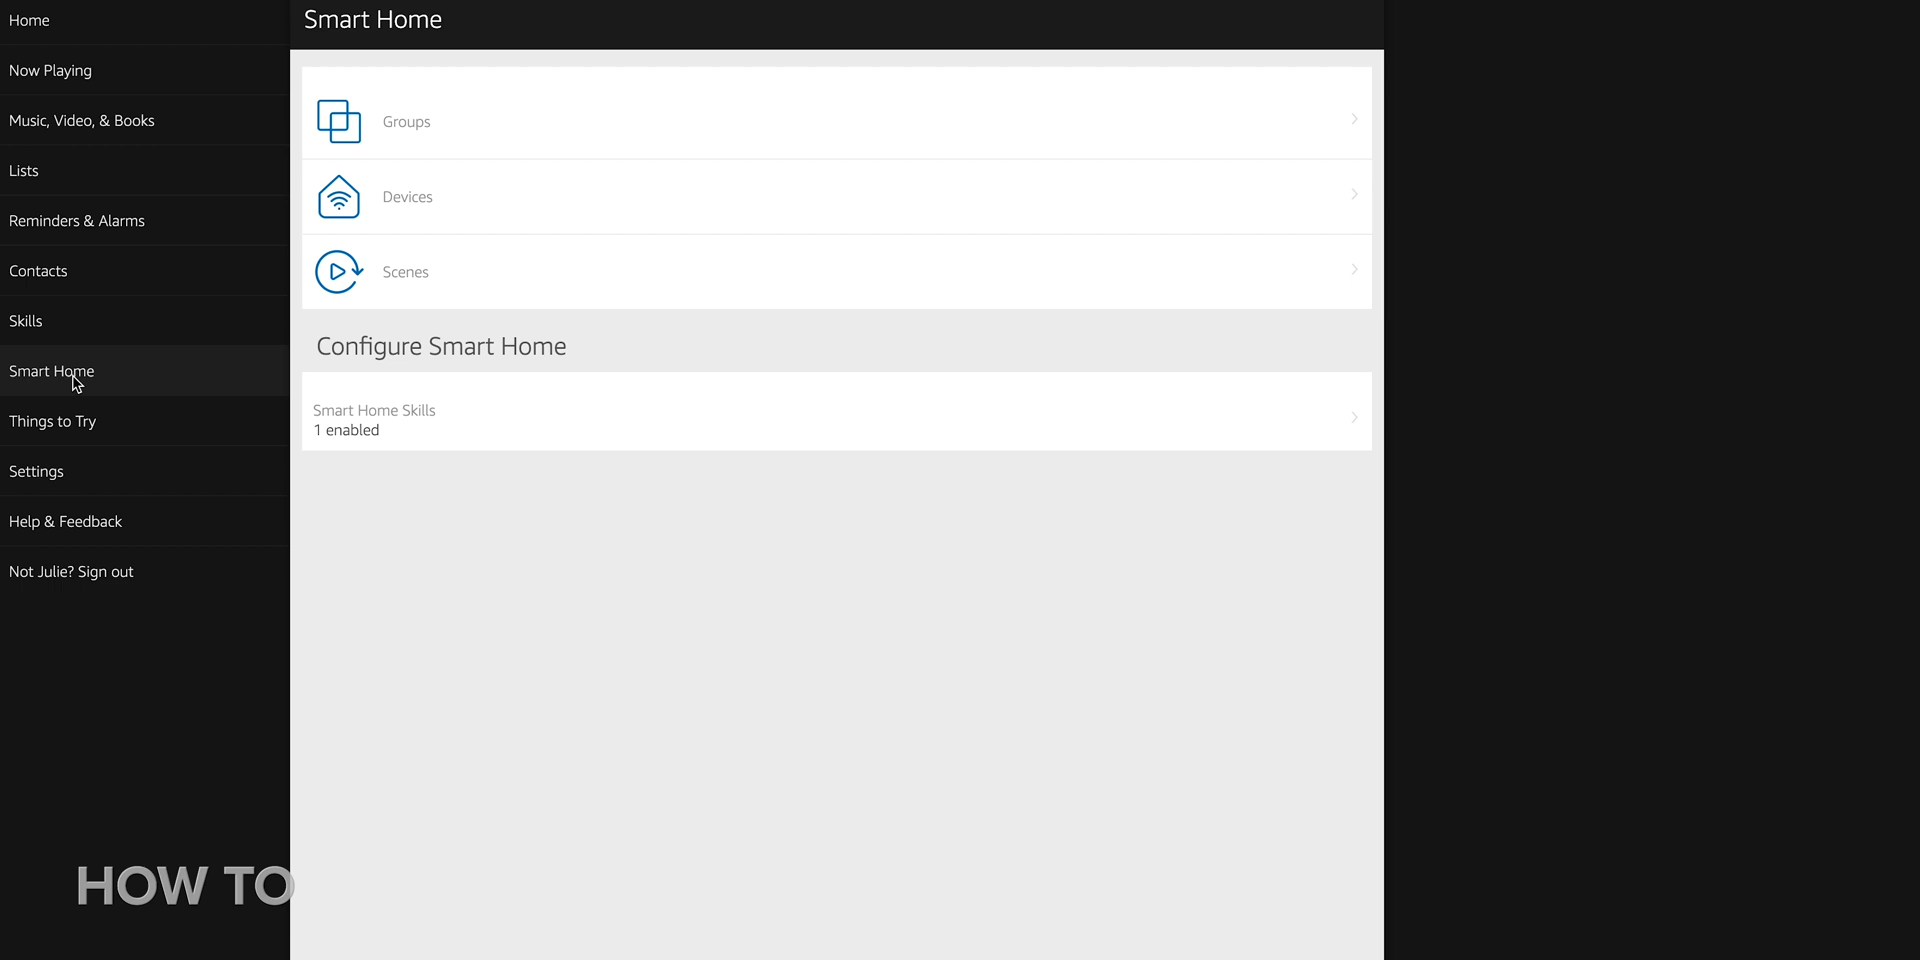 Home
Now Playing
Music, Video, & Books
Lists
Reminders & Alarms
Contacts
Skills
Smart Home
Things to Try
Settings
Help & Feedback
Not Julie? Sign out
HOW TO
Smart Home
Groups
Devices
Scenes
Configure Smart Home
Smart Home Skills
1 enabled